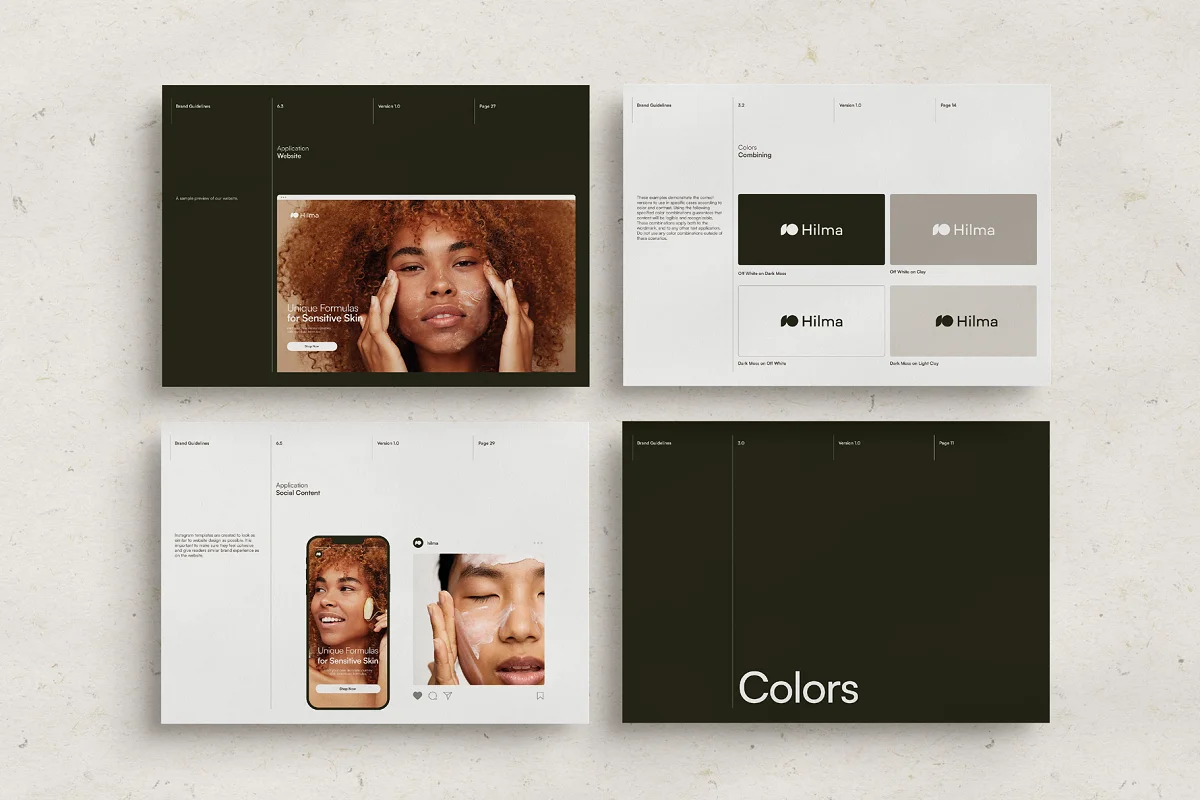 Brand Guidelines
6.3
Version 1.0
Page 27
Application
Website
A sample preview of our website.
Hilma
Unique Formulas
for Sensitive Skin
Shop Now
Brand Guidelines
3.3
Version 1.0
Page 14
Colors
Combining
These examples demonstrate the correct
versions to use in specific cases according to
color and contrast. Using the following
specified color combinations guarantees that
content will be legible and recognizable.
These combinations apply both to the
wordmark, and to any other text application.
Do not use any color combinations outside of
these scenarios.
Hilma
Off White on Dark Moss
Hilma
Off White on Clay
Hilma
Dark Moss on Off White
Hilma
Dark Moss on Light Clay
Brand Guidelines
6.5
Version 1.0
Page 29
Application
Social Content
Instagram templates are created to look as
similar to website design as possible. It is
important to make sure they feel cohesive
and give readers similar brand experience as
on the website.
Unique Formulas
for Sensitive Skin
Shop Now
hilma
Brand Guidelines
3.0
Version 1.0
Page 11
Colors